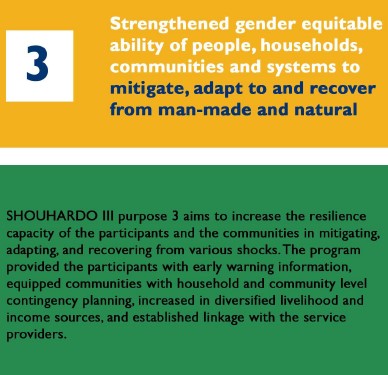 3
Strengthened gender equitable
ability of people, households,
communities and systems to
mitigate, adapt to and recover
from man-made and natural
SHOUHARDO III purpose 3 aims to increase the resilience
capacity of the participants and the communities in mitigating,
adapting, and recovering from various shocks. The program
provided the participants with early warning information,
equipped communities with household and community level
contingency planning, increased in diversified livelihood and
income sources, and established linkage with the service
providers.